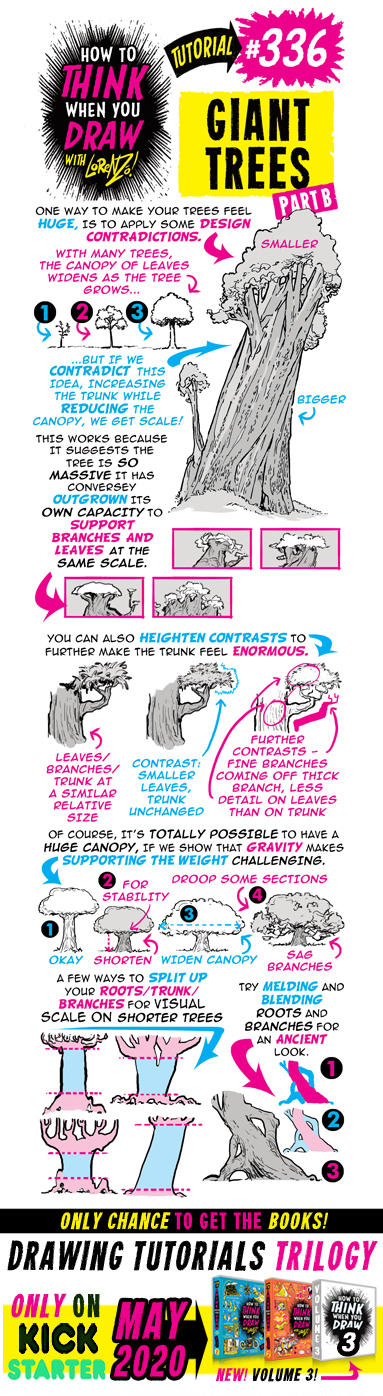 HOW TO
THINK
WHEN YOU
DRAW
WITH LORENZO!
TUTORIAL
#336
GIANT
TREES
PART B
ONE WAY TO MAKE YOUR TREES FEEL
HUGE, IS TO APPLY SOME DESIGN
CONTRADICTIONS.
WITH MANY TREES,
THE CANOPY OF LEAVES
WIDENS AS THE TREE
GROWS...
SMALLER
1
2
3
...BUT IF WE
CONTRADICT THIS
IDEA, INCREASING
THE TRUNK WHILE
REDUCING THE
CANOPY, WE GET SCALE!
BIGGER
THIS WORKS BECAUSE
IT SUGGESTS THE
TREE IS SO
MASSIVE IT HAS
CONVERSEY
OUTGROWN ITS
OWN CAPACITY TO
SUPPORT
BRANCHES AND
LEAVES AT THE
SAME SCALE.
YOU CAN ALSO HEIGHTEN CONTRASTS TO
FURTHER MAKE THE TRUNK FEEL ENORMOUS.
LEAVES/
BRANCHES/
TRUNK AT
A SIMILAR
RELATIVE
SIZE
CONTRAST:
SMALLER
LEAVES,
TRUNK
UNCHANGED
FURTHER
CONTRASTS -
FINE BRANCHES
COMING OFF THICK
BRANCH, LESS
DETAIL ON LEAVES
THAN ON TRUNK
OF COURSE, IT'S TOTALLY POSSIBLE TO HAVE A
HUGE CANOPY, IF WE SHOW THAT GRAVITY MAKES
SUPPORTING THE WEIGHT CHALLENGING.
1
OKAY
2
FOR
STABILITY
SHORTEN
3
WIDEN CANOPY
DROOP SOME SECTIONS
4
SAG
BRANCHES
A FEW WAYS TO SPLIT UP
YOUR ROOTS/TRUNK/
BRANCHES FOR VISUAL
SCALE ON SHORTER TREES
TRY MELDING AND
BLENDING
ROOTS AND
BRANCHES FOR
AN ANCIENT
LOOK.
1
2
3
ONLY CHANCE TO GET THE BOOKS!
DRAWING TUTORIALS TRILOGY
ONLY ON
KICK
STARTER
MAY
2020
VOLUME 3
HOW TO
THINK
WHEN YOU
DRAW
3
NEW! VOLUME 3!